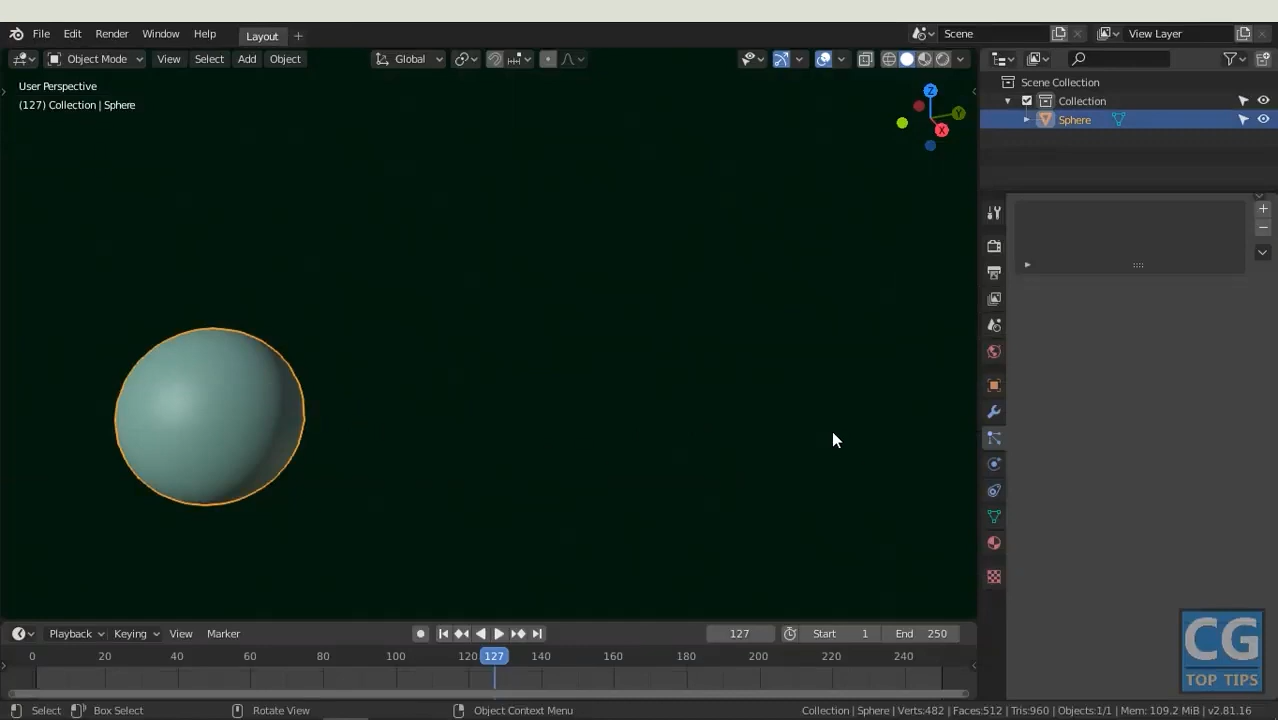 File Edit Render Window Help Layout Scene View Layer
Object Mode View Select Add Object Global
User Perspective
(127) Collection | Sphere
Z
Y
X
Scene Collection
Collection
Sphere
Playback Keying View Marker 127 Start 1 End 250
0 20 40 60 80 100 120 127 140 160 180 200 220 240
CG
TOP TIPS
Select Box Select Rotate View Object Context Menu Collection | Sphere | Verts:482 | Faces:512 | Tris:960 | Objects:1/1 | Mem: 109.2 MiB | v2.81.16